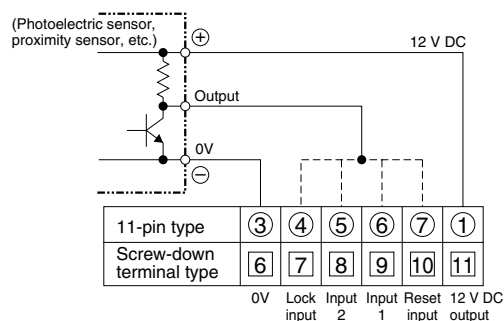 (Photoelectric sensor,
proximity sensor, etc.)
⊕
12 V DC
Output
0V
⊖
11-pin type ③ ④ ⑤ ⑥ ⑦ ①
Screw-down
terminal type 6 7 8 9 10 11
0V Lock Input Input Reset 12 V DC
input 2 1 input output